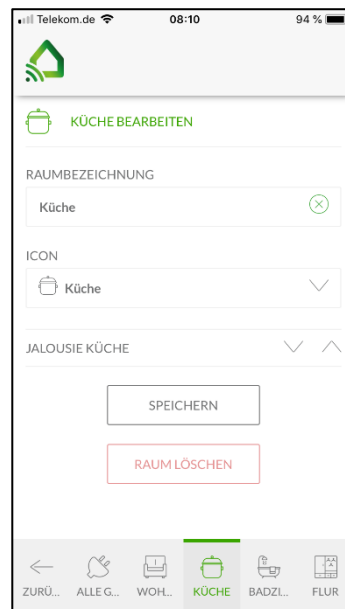 Telekom.de 08:10 94 %
KÜCHE BEARBEITEN
RAUMBEZEICHNUNG
Küche
ICON
Küche
JALOUSIE KÜCHE
SPEICHERN
RAUM LÖSCHEN
ZURÜ... ALLE G... WOH... KÜCHE BADZI... FLUR